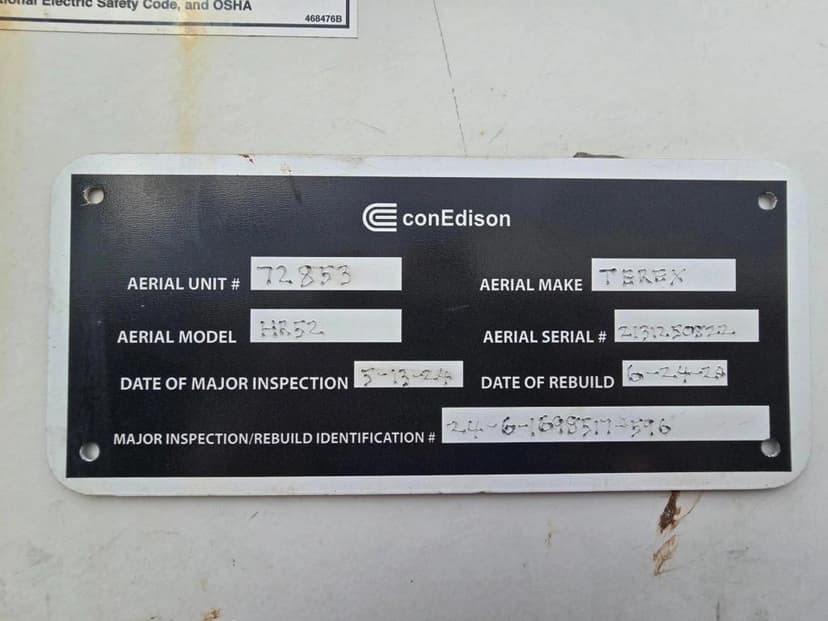 tional Electric Safety Code, and OSHA
468476B
conEdison
AERIAL UNIT # 72853 AERIAL MAKE TEREX
AERIAL MODEL HR52 AERIAL SERIAL # 2131250822
DATE OF MAJOR INSPECTION 5-13-24 DATE OF REBUILD 6-24-24
MAJOR INSPECTION/REBUILD IDENTIFICATION #